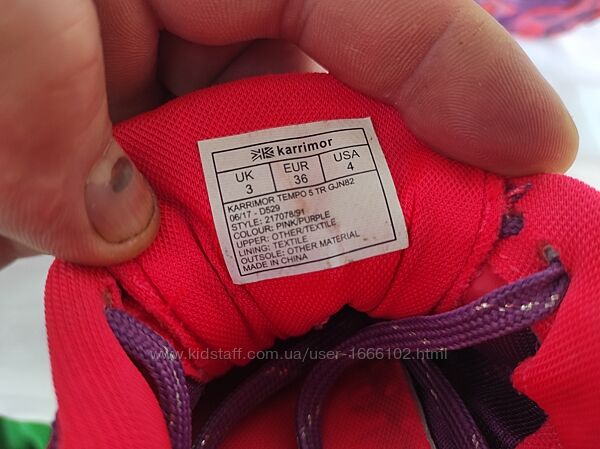 karrimor
UK EUR USA
3 36 4
KARRIMOR TEMPO 5 TR GJN82
06/17 - D529
STYLE: 217078/91
COLOUR: PINK/PURPLE
UPPER: OTHER/TEXTILE
LINING: TEXTILE
OUTSOLE: OTHER MATERIAL
MADE IN CHINA
www.kidstaff.com.ua/user-1666102.html